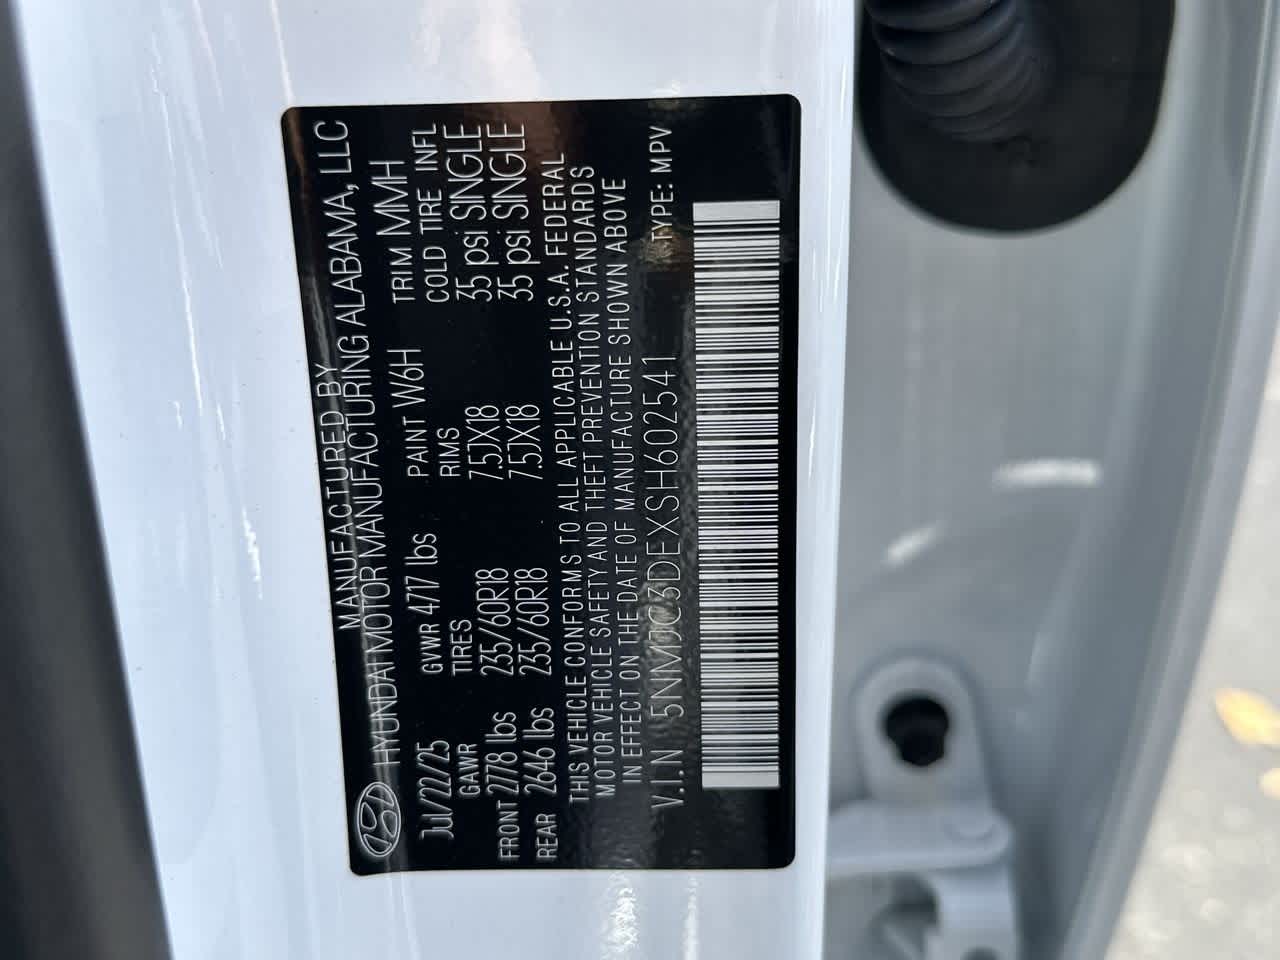 MANUFACTURED BY
HYUNDAI MOTOR MANUFACTURING ALABAMA, LLC
Jul/22/25 GVWR 4717 lbs PAINT W6H TRIM MMH
GAWR TIRES RIMS COLD TIRE INFL
FRONT 2778 lbs 235/60R18 7.5JX18 35 psi SINGLE
REAR 2646 lbs 235/60R18 7.5JX18 35 psi SINGLE
THIS VEHICLE CONFORMS TO ALL APPLICABLE U.S.A. FEDERAL
MOTOR VEHICLE SAFETY AND THEFT PREVENTION STANDARDS
IN EFFECT ON THE DATE OF MANUFACTURE SHOWN ABOVE
V.I.N 5NMJC3DEXSH602541 TYPE: MPV